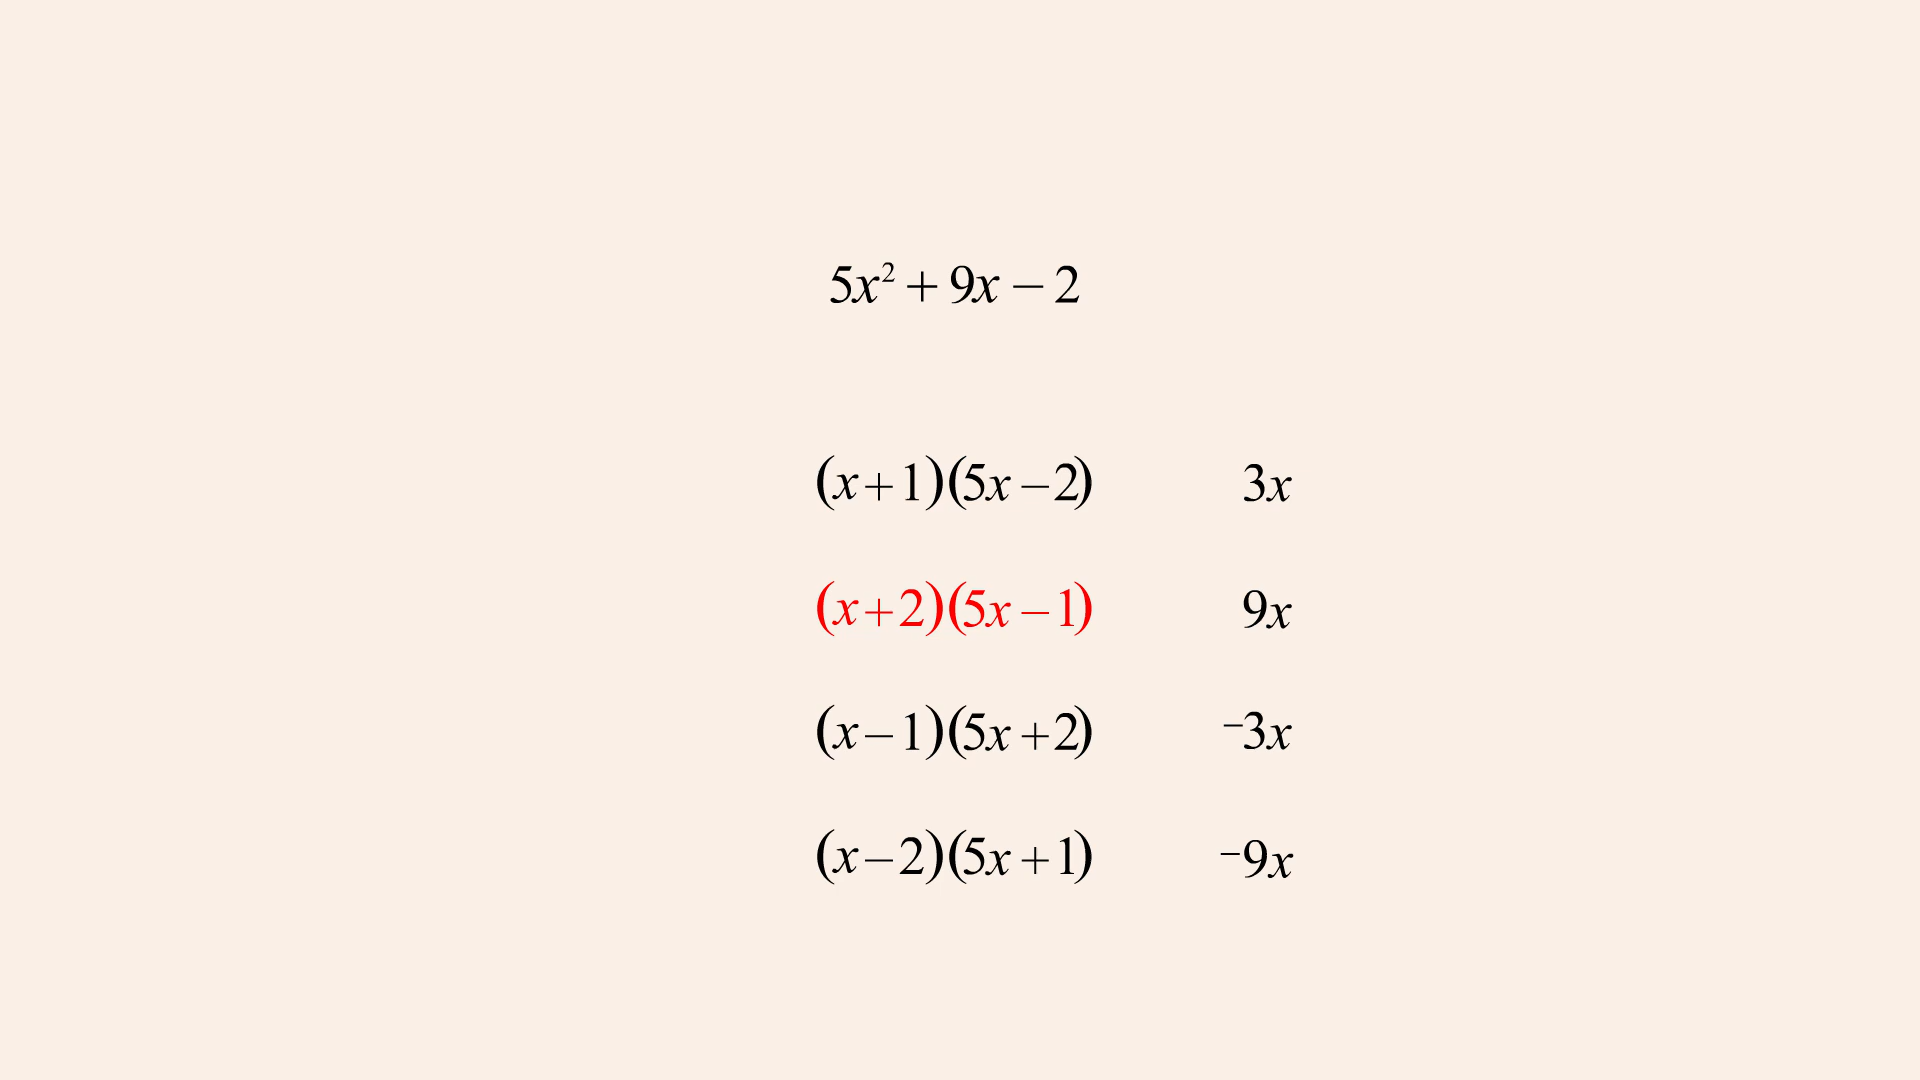 5x² + 9x − 2
(x+1)(5x−2) 3x
(x+2)(5x−1) 9x
(x−1)(5x+2) ⁻3x
(x−2)(5x+1) ⁻9x